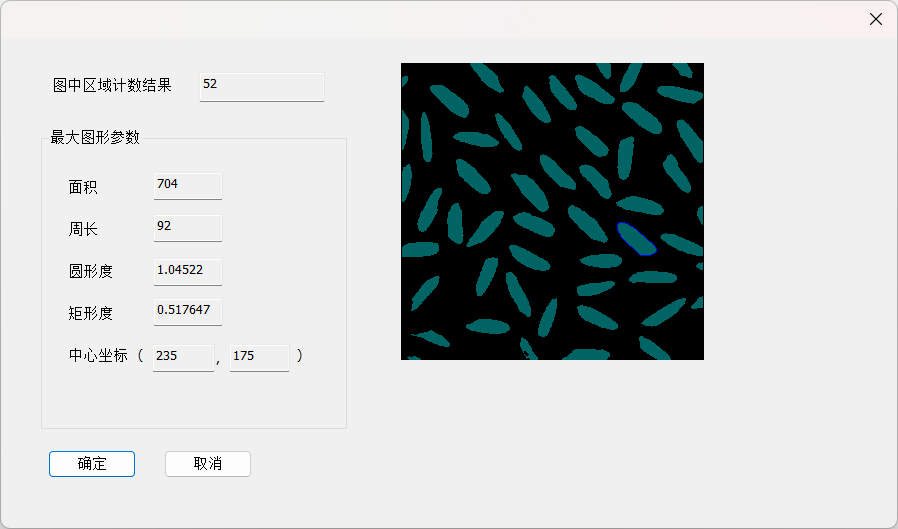 图中区域计数结果 52
最大图形参数
面积 704
周长 92
圆形度 1.04522
矩形度 0.517647
中心坐标 ( 235 , 175 )
确定 取消